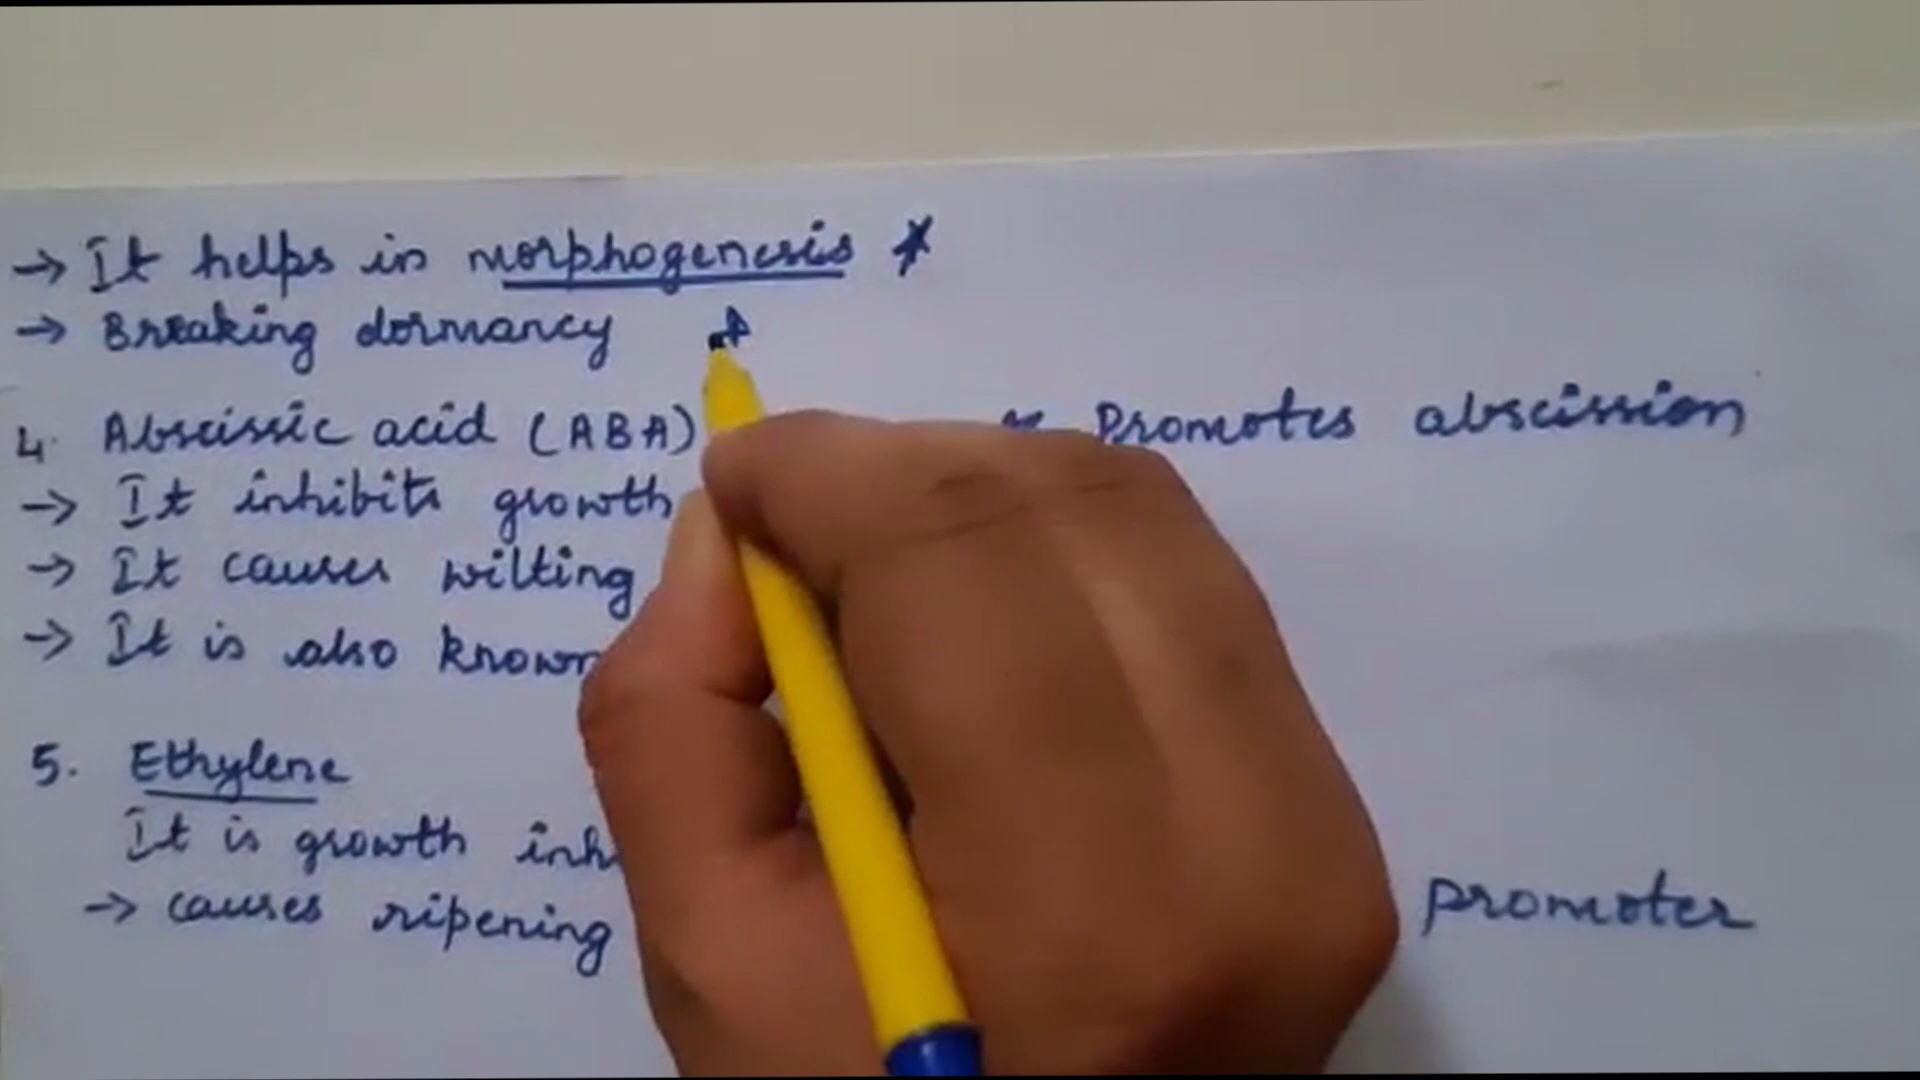 → It helps in morphogenesis *
→ Breaking dormancy
4. Abscissic acid (ABA) * Promotes abscission
→ It inhibits growth
→ It causes wilting
→ It is also known
5. Ethylene
It is growth
→ causes ripening promoter